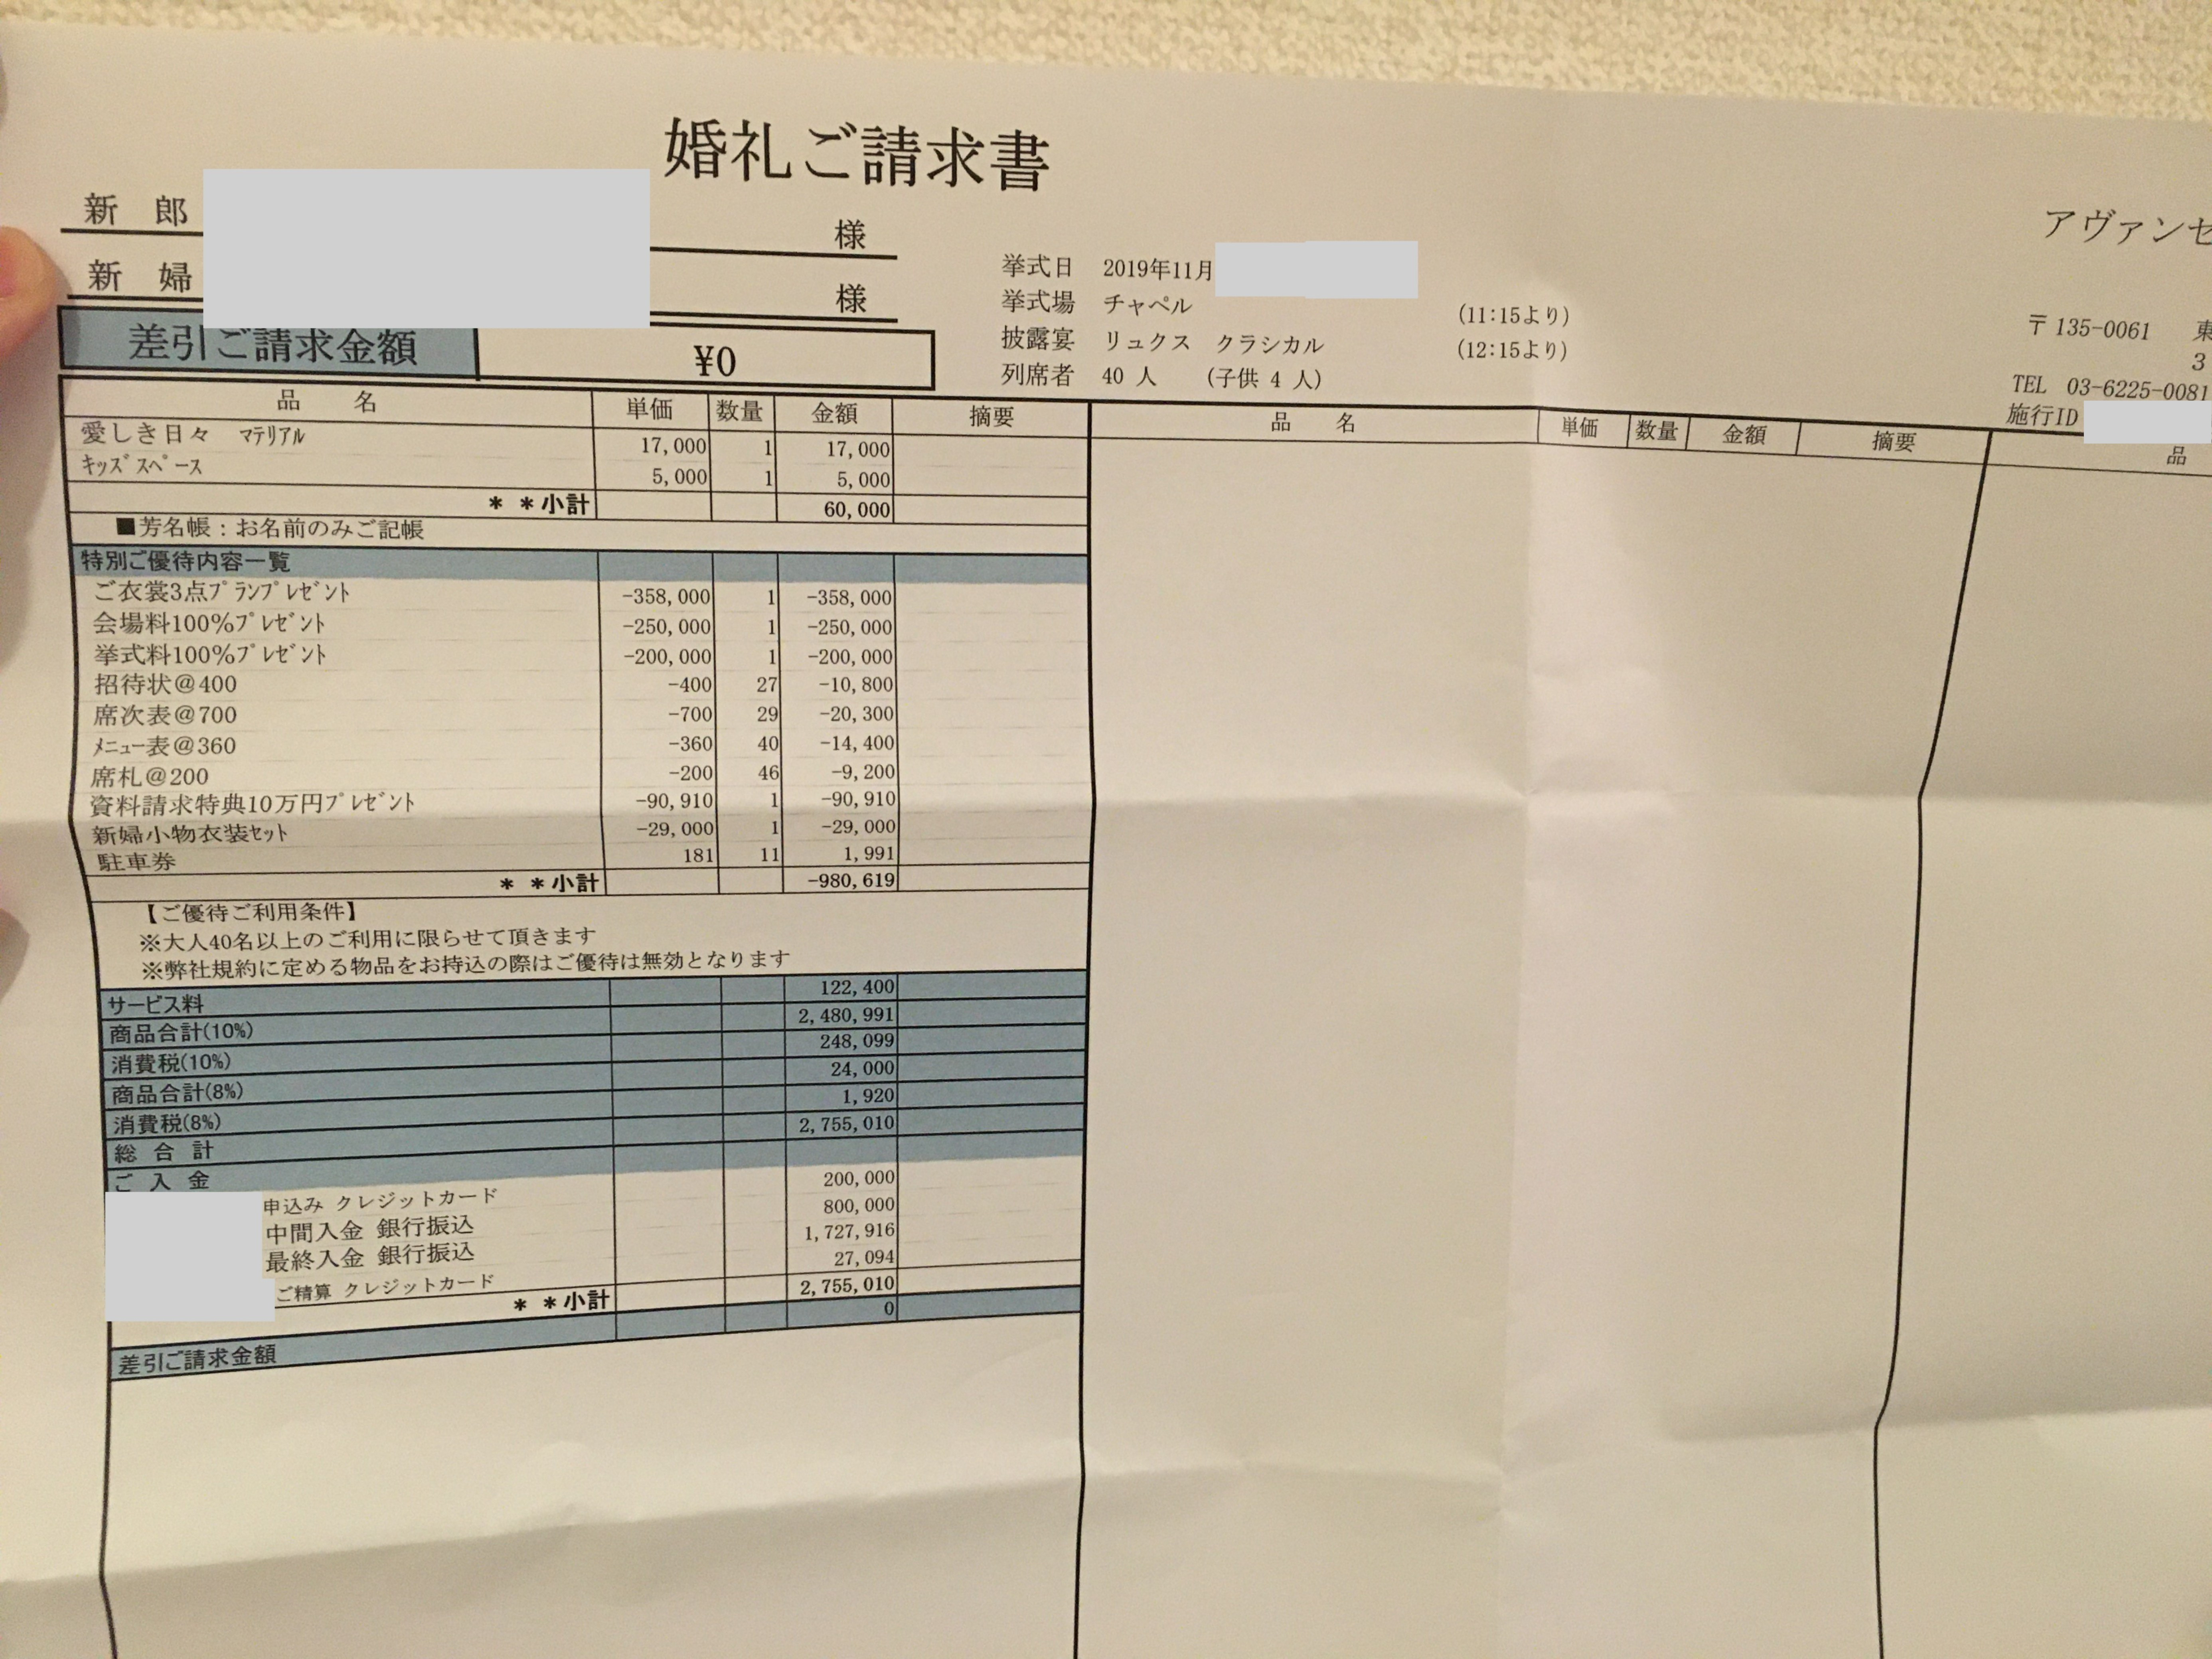 婚礼ご請求書
新 郎 様
新 婦 様
差引ご請求金額 ¥0
挙式日 2019年11月
挙式場 チャペル (11:15より)
披露宴 リュクス クラシカル (12:15より)
列席者 40 人 (子供 4 人)
アヴァンセ
〒135-0061 東
3
TEL 03-6225-0081
施行ID
品 名 単価 数量 金額 摘要 品 名 単価 数量 金額 摘要 品
愛しき日々 マテリアル 17,000 1 17,000
キッズスペース 5,000 1 5,000
**小計 60,000
■芳名帳:お名前のみご記帳
特別ご優待内容一覧
ご衣裳3点プランプレゼント -358,000 1 -358,000
会場料100%プレゼント -250,000 1 -250,000
挙式料100%プレゼント -200,000 1 -200,000
招待状@400 -400 27 -10,800
席次表@700 -700 29 -20,300
メニュー表@360 -360 40 -14,400
席札@200 -200 46 -9,200
資料請求特典10万円プレゼント -90,910 1 -90,910
新婦小物衣装セット -29,000 1 -29,000
駐車券 181 11 1,991
**小計 -980,619
【ご優待ご利用条件】
※大人40名以上のご利用に限らせて頂きます
※弊社規約に定める物品をお持込の際はご優待は無効となります
サービス料 122,400
商品合計(10%) 2,480,991
消費税(10%) 248,099
商品合計(8%) 24,000
消費税(8%) 1,920
総 合 計 2,755,010
ご 入 金
申込み クレジットカード 200,000
中間入金 銀行振込 800,000
最終入金 銀行振込 1,727,916
ご精算 クレジットカード 27,094
**小計 2,755,010
差引ご請求金額 0